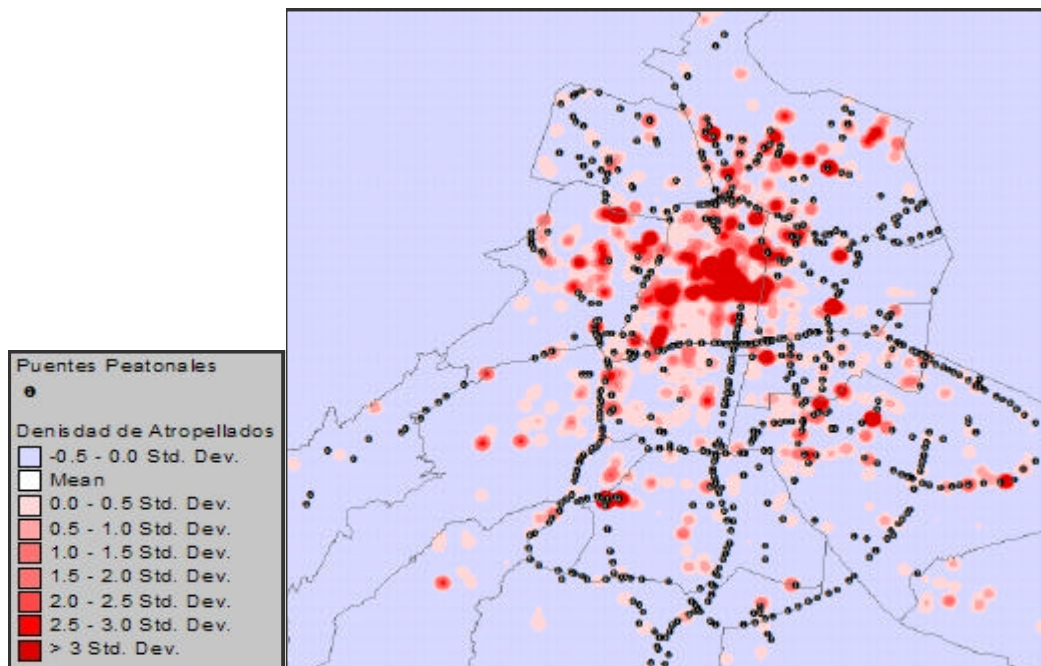 Puentes Peatonales
Denisdad de Atropellados
-0.5 - 0.0 Std. Dev.
Mean
0.0 - 0.5 Std. Dev.
0.5 - 1.0 Std. Dev.
1.0 - 1.5 Std. Dev.
1.5 - 2.0 Std. Dev.
2.0 - 2.5 Std. Dev.
2.5 - 3.0 Std. Dev.
> 3 Std. Dev.